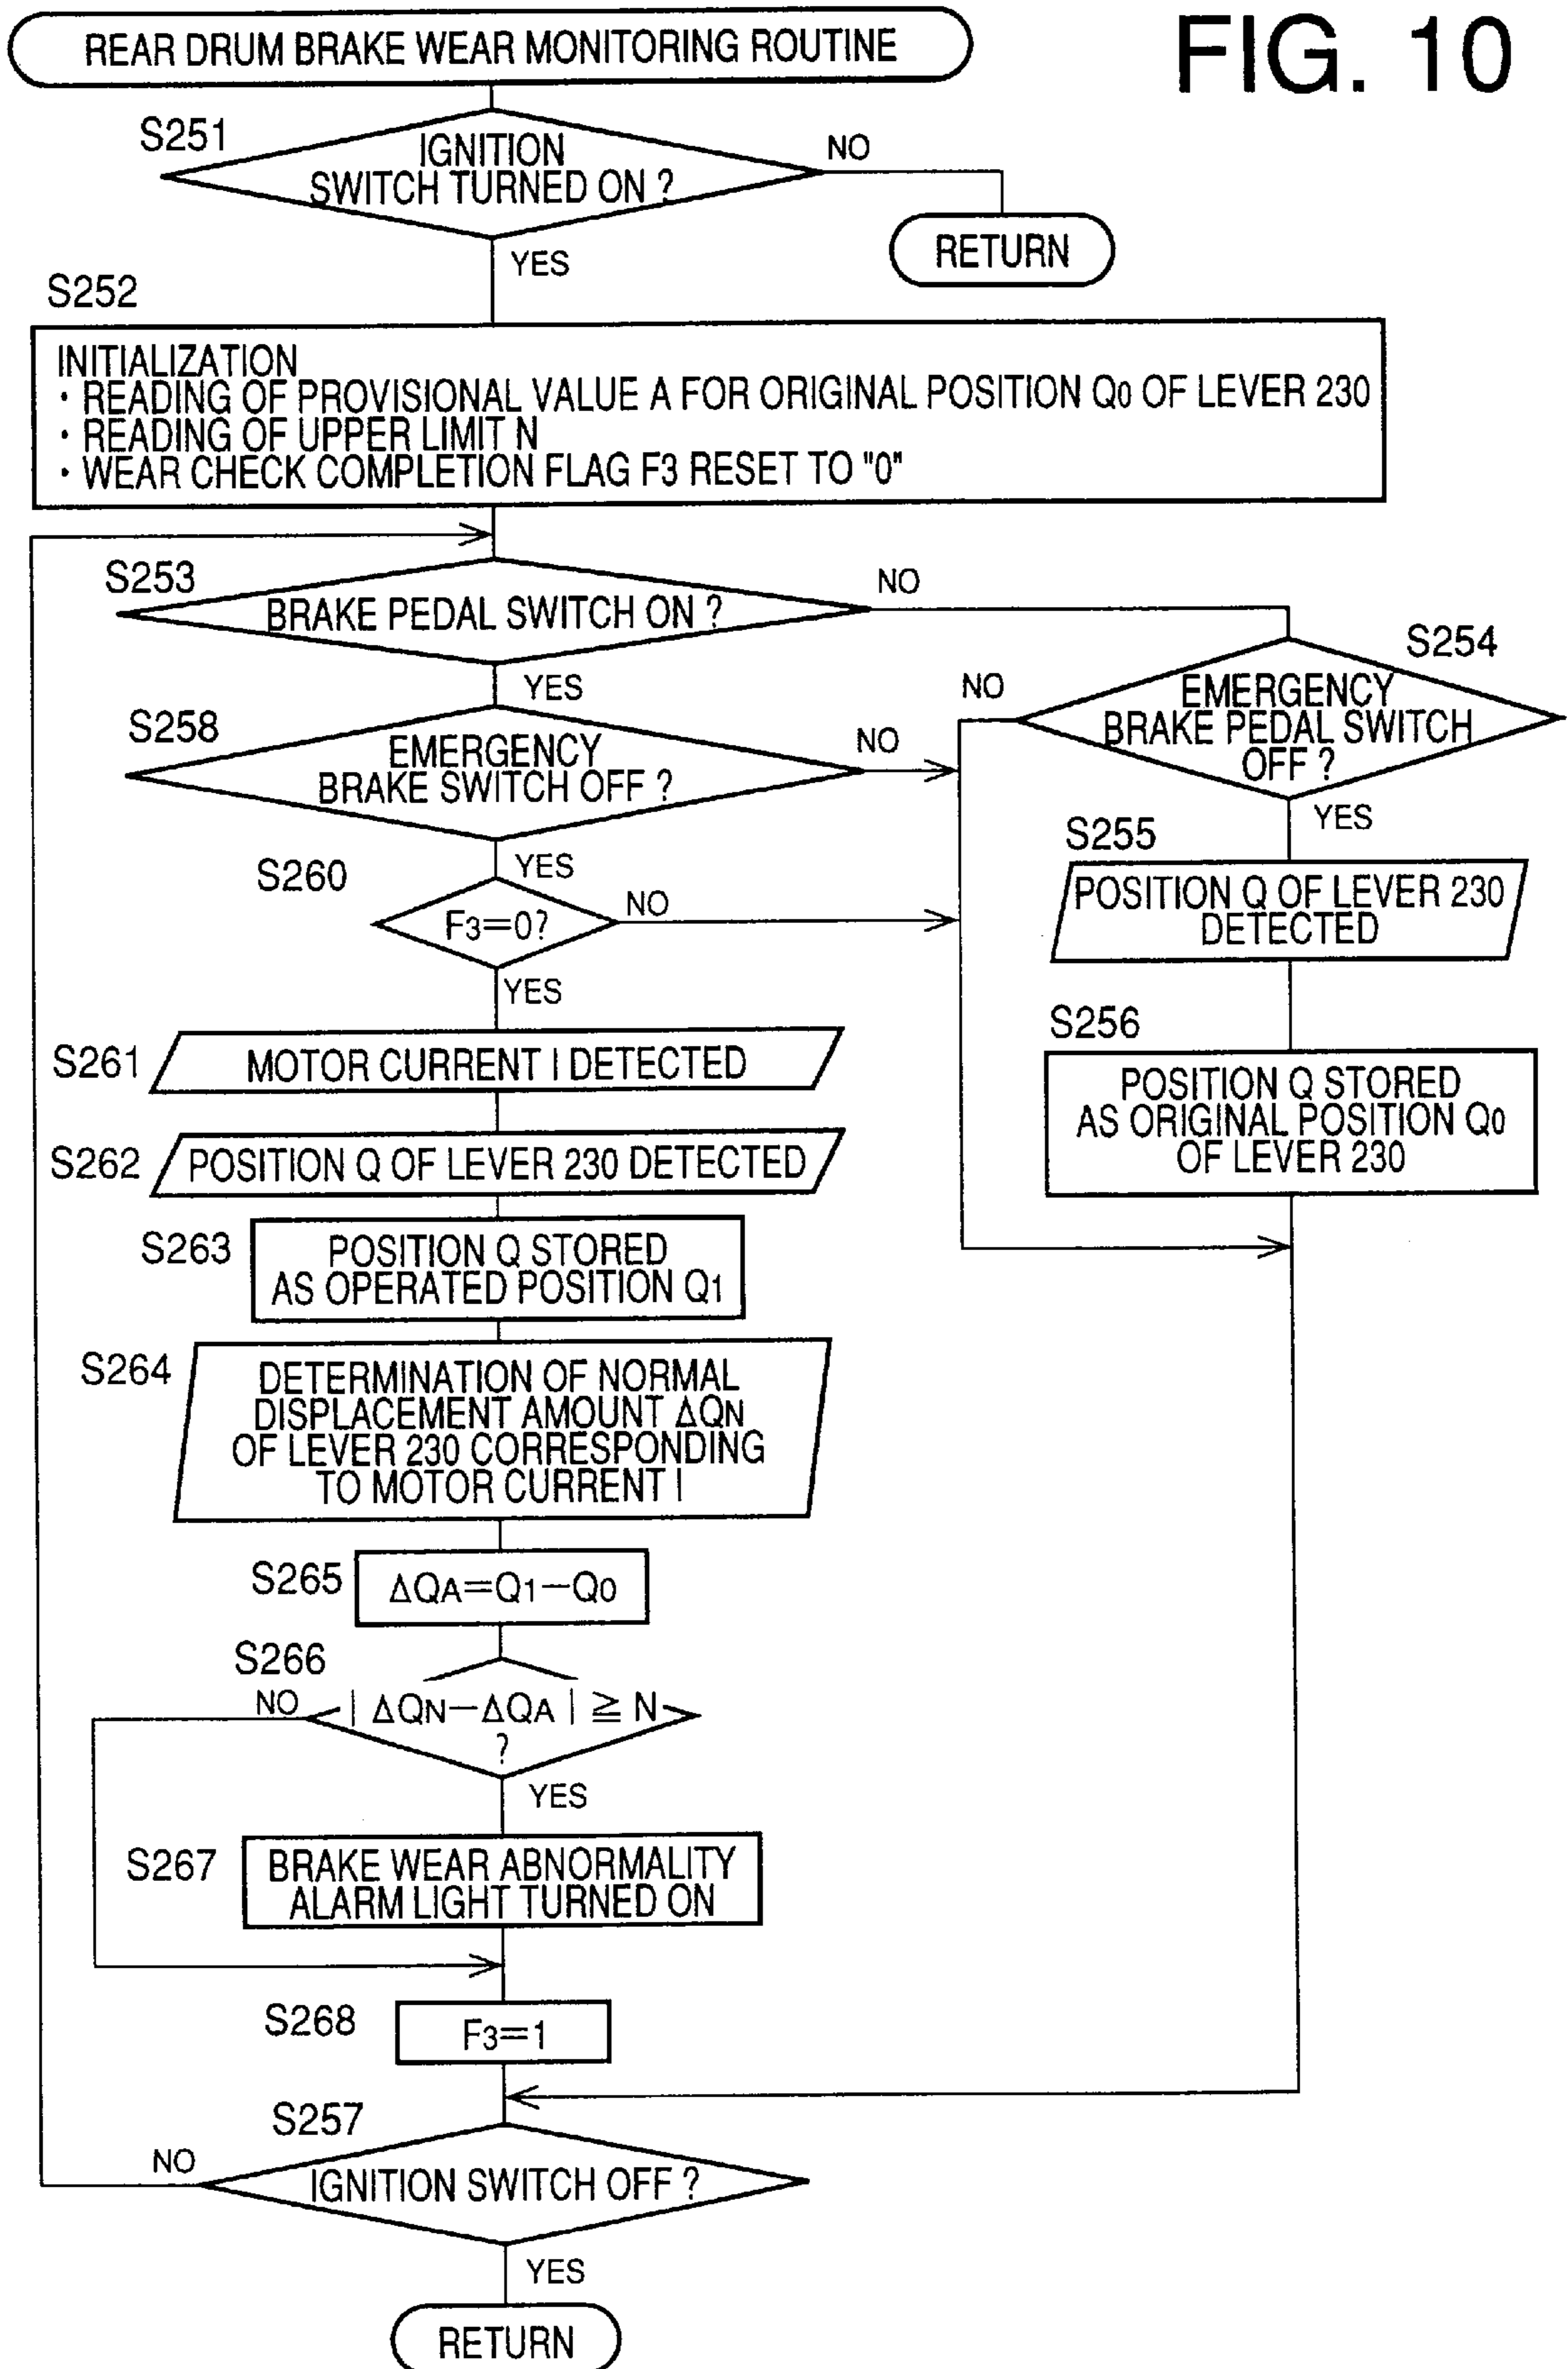 FIG. 10
REAR DRUM BRAKE WEAR MONITORING ROUTINE
S251
IGNITION
SWITCH TURNED ON ?
NO
RETURN
YES
S252
INITIALIZATION
・READING OF PROVISIONAL VALUE A FOR ORIGINAL POSITION Q0 OF LEVER 230
・READING OF UPPER LIMIT N
・WEAR CHECK COMPLETION FLAG F3 RESET TO "0"
S253
BRAKE PEDAL SWITCH ON ?
NO
YES
S254
EMERGENCY
BRAKE PEDAL SWITCH
OFF ?
NO
YES
S255
POSITION Q OF LEVER 230
DETECTED
S256
POSITION Q STORED
AS ORIGINAL POSITION Q0
OF LEVER 230
S258
EMERGENCY
BRAKE SWITCH OFF ?
NO
YES
S260
F3=0?
NO
YES
S261
MOTOR CURRENT I DETECTED
S262
POSITION Q OF LEVER 230 DETECTED
S263
POSITION Q STORED
AS OPERATED POSITION Q1
S264
DETERMINATION OF NORMAL
DISPLACEMENT AMOUNT ΔQN
OF LEVER 230 CORRESPONDING
TO MOTOR CURRENT I
S265
ΔQA=Q1−Q0
S266
NO
| ΔQN−ΔQA | ≧ N
?
YES
S267
BRAKE WEAR ABNORMALITY
ALARM LIGHT TURNED ON
S268
F3=1
S257
NO
IGNITION SWITCH OFF ?
YES
RETURN